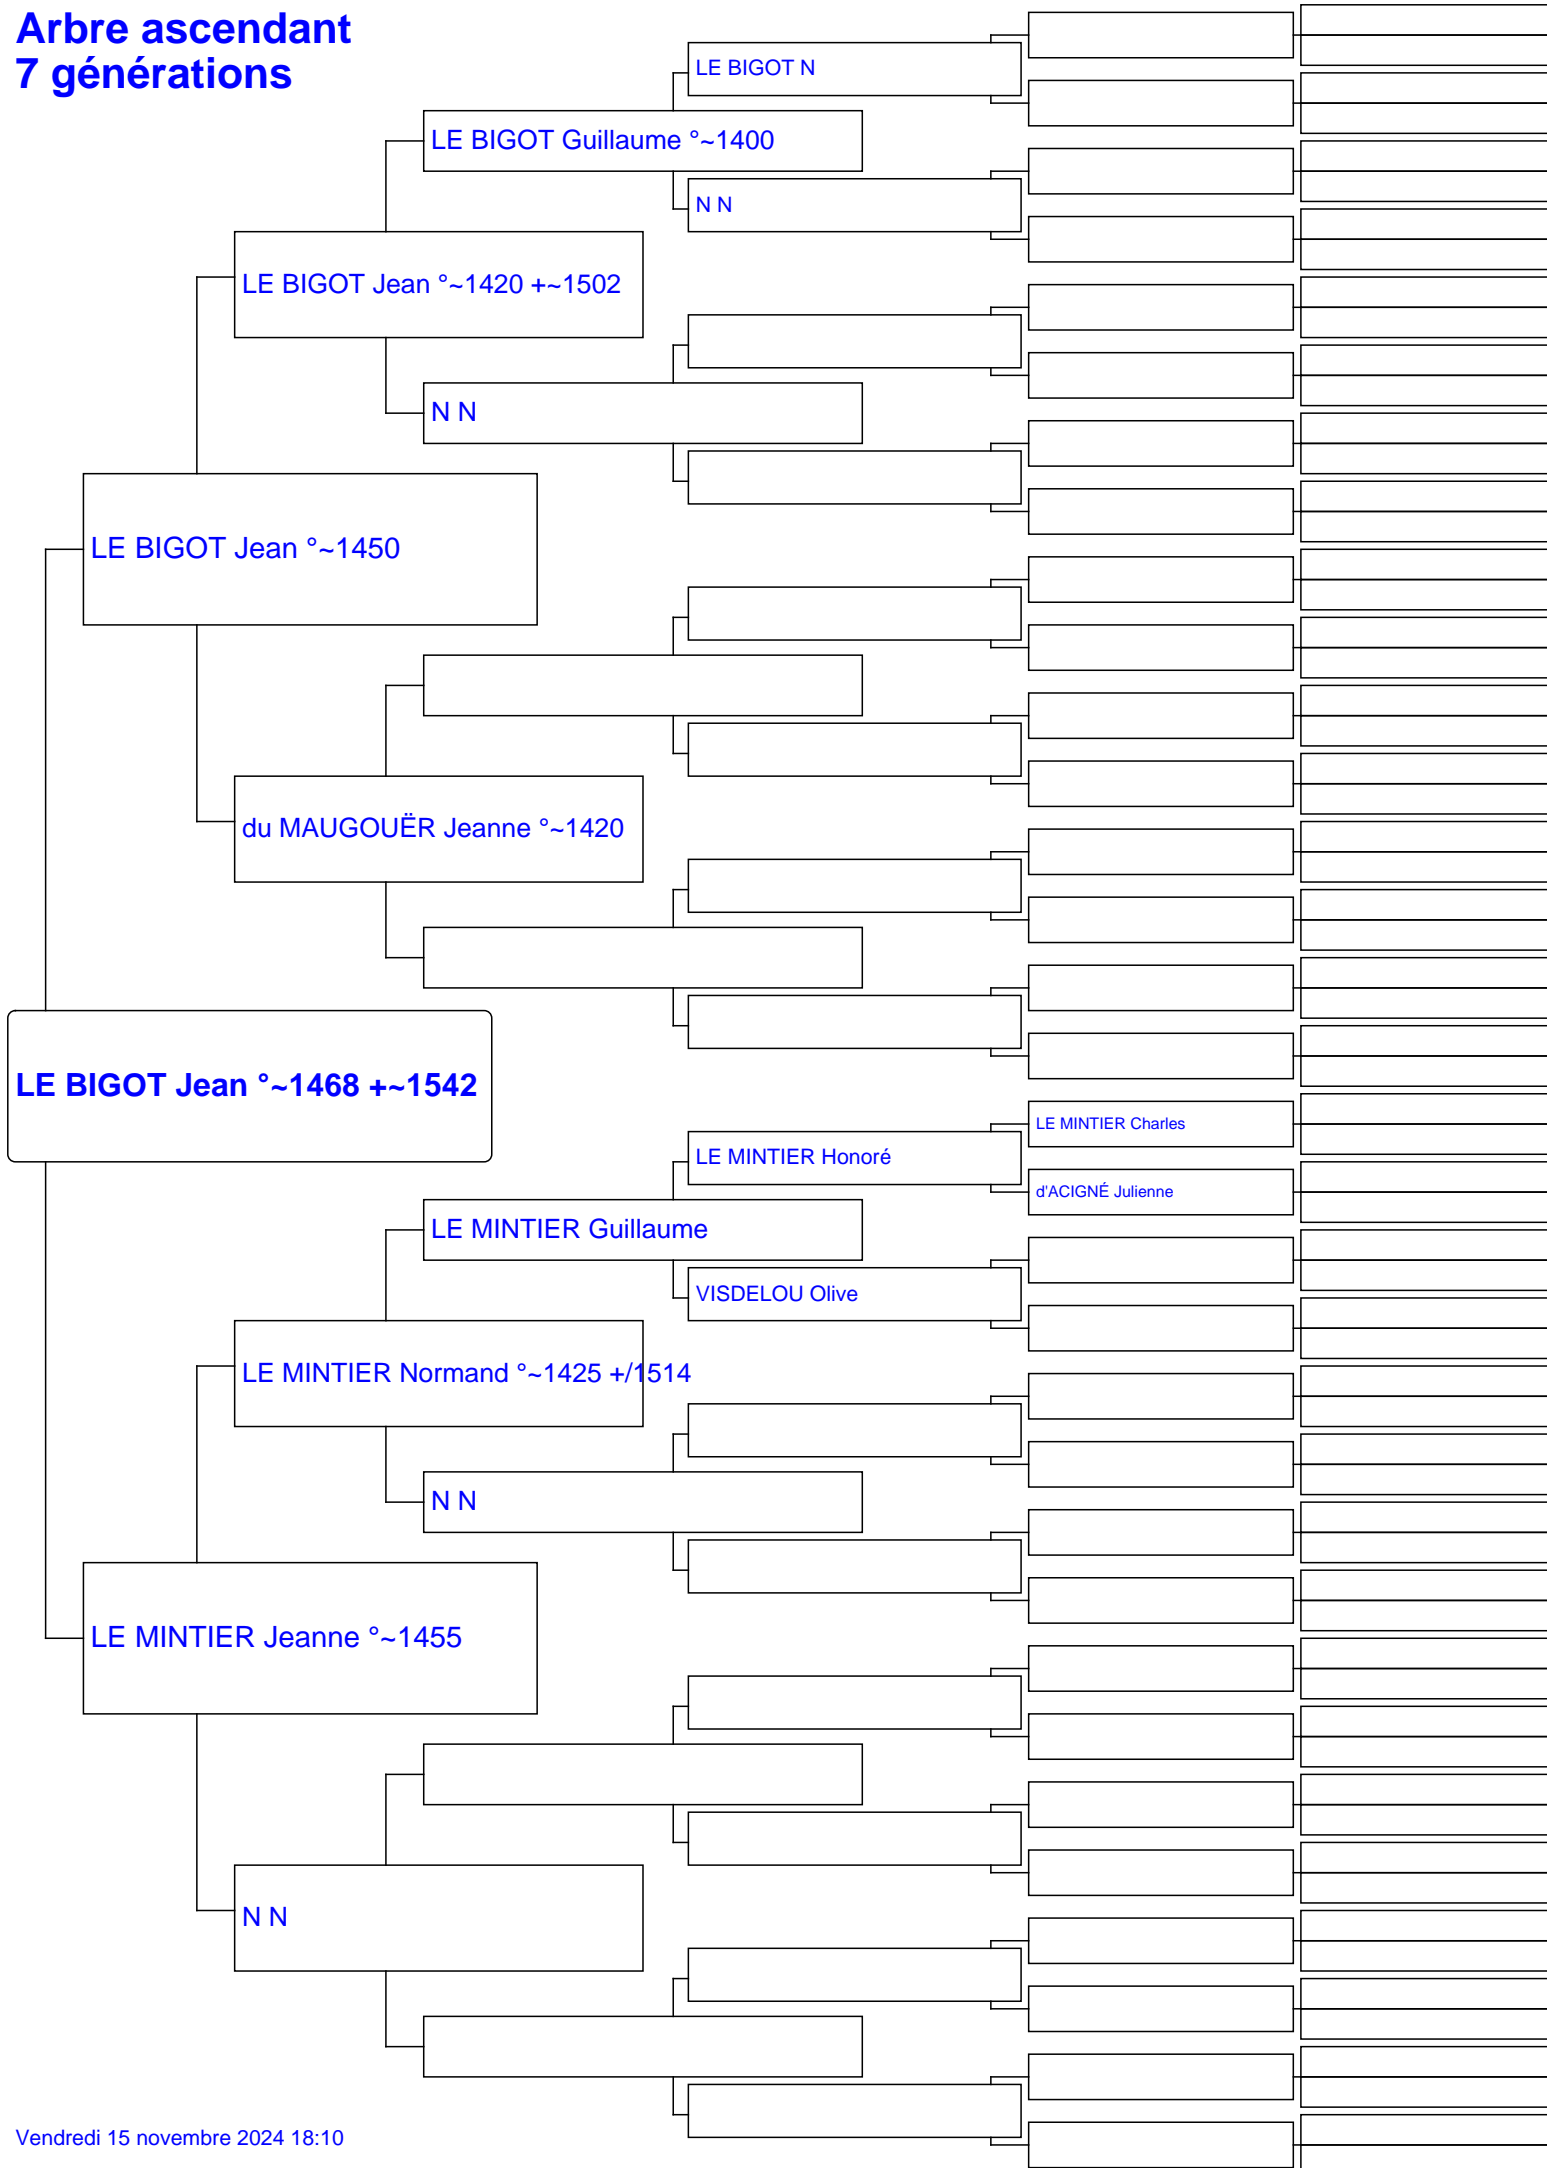 Arbre ascendant
7 générations
LE BIGOT N
LE BIGOT Guillaume °~1400
N N
LE BIGOT Jean °~1420 +~1502
N N
LE BIGOT Jean °~1450
du MAUGOUËR Jeanne °~1420
LE BIGOT Jean °~1468 +~1542
LE MINTIER Charles
LE MINTIER Honoré
d'ACIGNÉ Julienne
LE MINTIER Guillaume
VISDELOU Olive
LE MINTIER Normand °~1425 +/1514
N N
LE MINTIER Jeanne °~1455
N N
Vendredi 15 novembre 2024 18:10